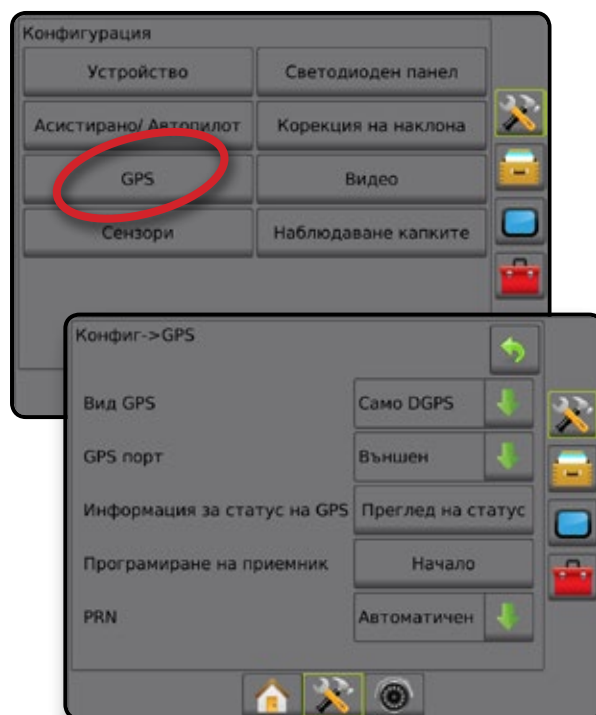 Конфигурация
Устройство Светодиоден панел
Асистирано/ Автопилот Корекция на наклона
GPS Видео
Сензори Наблюдаване капките
Конфиг->GPS
Вид GPS Само DGPS
GPS порт Външен
Информация за статус на GPS Преглед на статус
Програмиране на приемник Начало
PRN Автоматичен